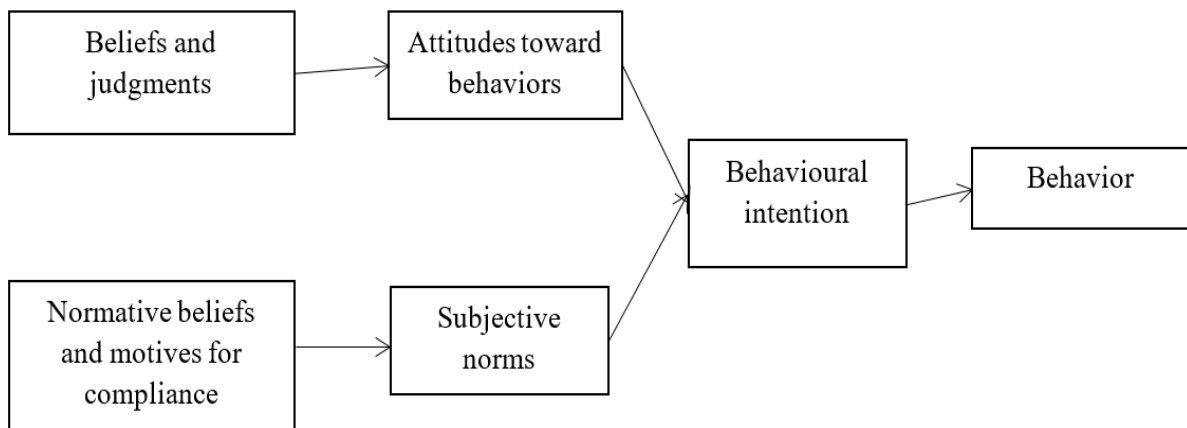 Beliefs and
judgments
Attitudes toward
behaviors
Behavioural
intention
Behavior
Normative beliefs
and motives for
compliance
Subjective
norms